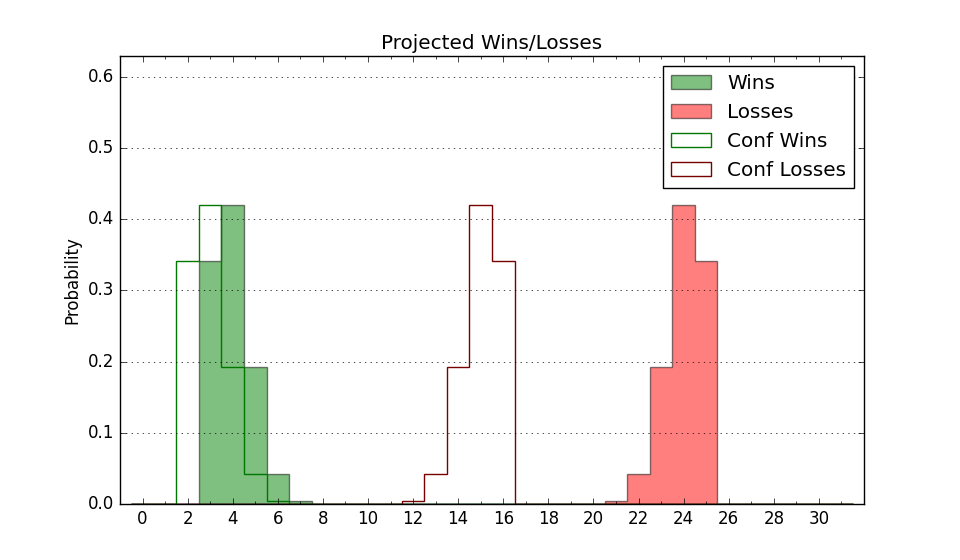 Projected Wins/Losses
Probability
0.6
0.5
0.4
0.3
0.2
0.1
0.0
0 2 4 6 8 10 12 14 16 18 20 22 24 26 28 30
Wins
Losses
Conf Wins
Conf Losses